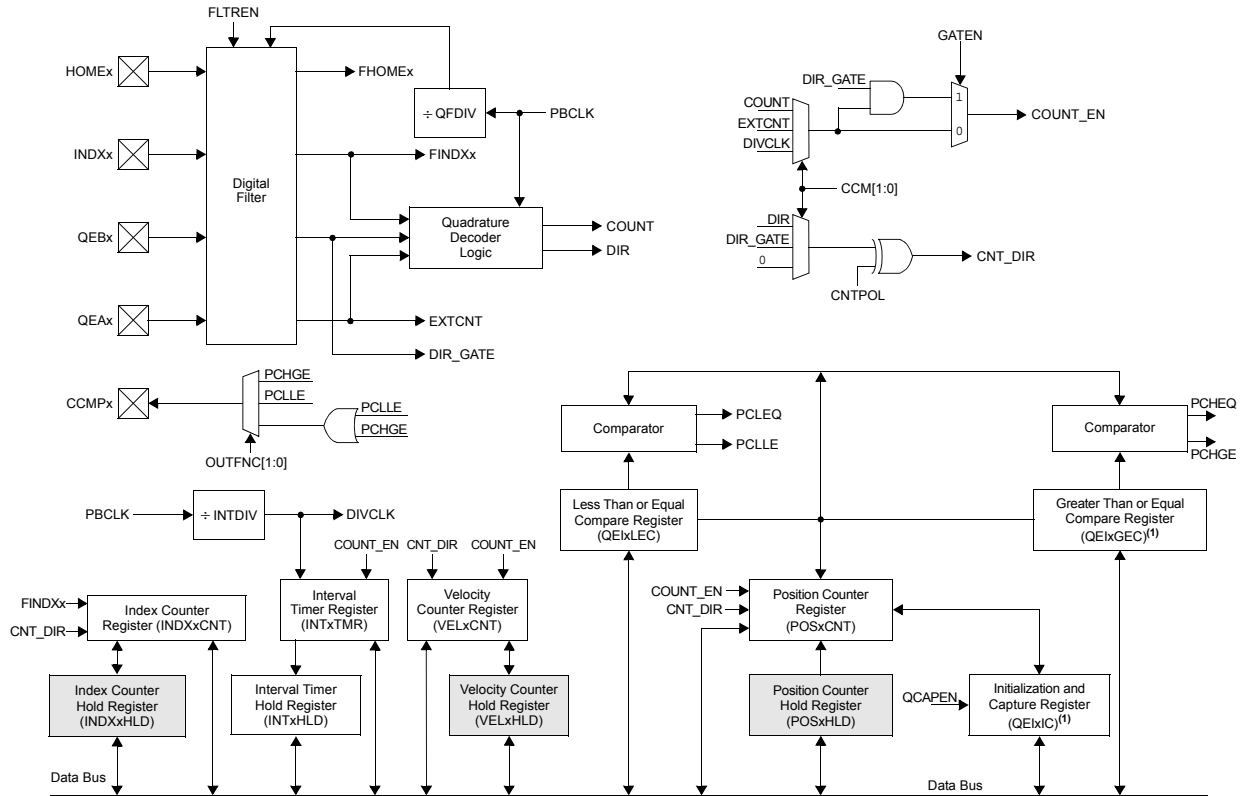 FLTREN
HOMEx
FHOMEx
÷ QFDIV
PBCLK
INDXx
FINDXx
Digital
Filter
QEBx
Quadrature
Decoder
Logic
COUNT
DIR
QEAx
EXTCNT
DIR_GATE
GATEN
DIR_GATE
COUNT
EXTCNT
DIVCLK
1
0
COUNT_EN
CCM[1:0]
DIR
DIR_GATE
0
CNTPOL
CNT_DIR
CCMPx
PCHGE
PCLLE
PCLLE
PCHGE
OUTFNC[1:0]
Comparator
PCLEQ
PCLLE
Comparator
PCHEQ
PCHGE
PBCLK
÷ INTDIV
DIVCLK
Less Than or Equal
Compare Register
(QEIxLEC)
Greater Than or Equal
Compare Register
(QEIxGEC)(1)
COUNT_EN
CNT_DIR
COUNT_EN
FINDXx
CNT_DIR
Index Counter
Register (INDXxCNT)
Interval
Timer Register
(INTxTMR)
Velocity
Counter Register
(VELxCNT)
COUNT_EN
CNT_DIR
Position Counter
Register
(POSxCNT)
Index Counter
Hold Register
(INDXxHLD)
Interval Timer
Hold Register
(INTxHLD)
Velocity Counter
Hold Register
(VELxHLD)
Position Counter
Hold Register
(POSxHLD)
QCAPEN
Initialization and
Capture Register
(QEIxIC)(1)
Data Bus
Data Bus